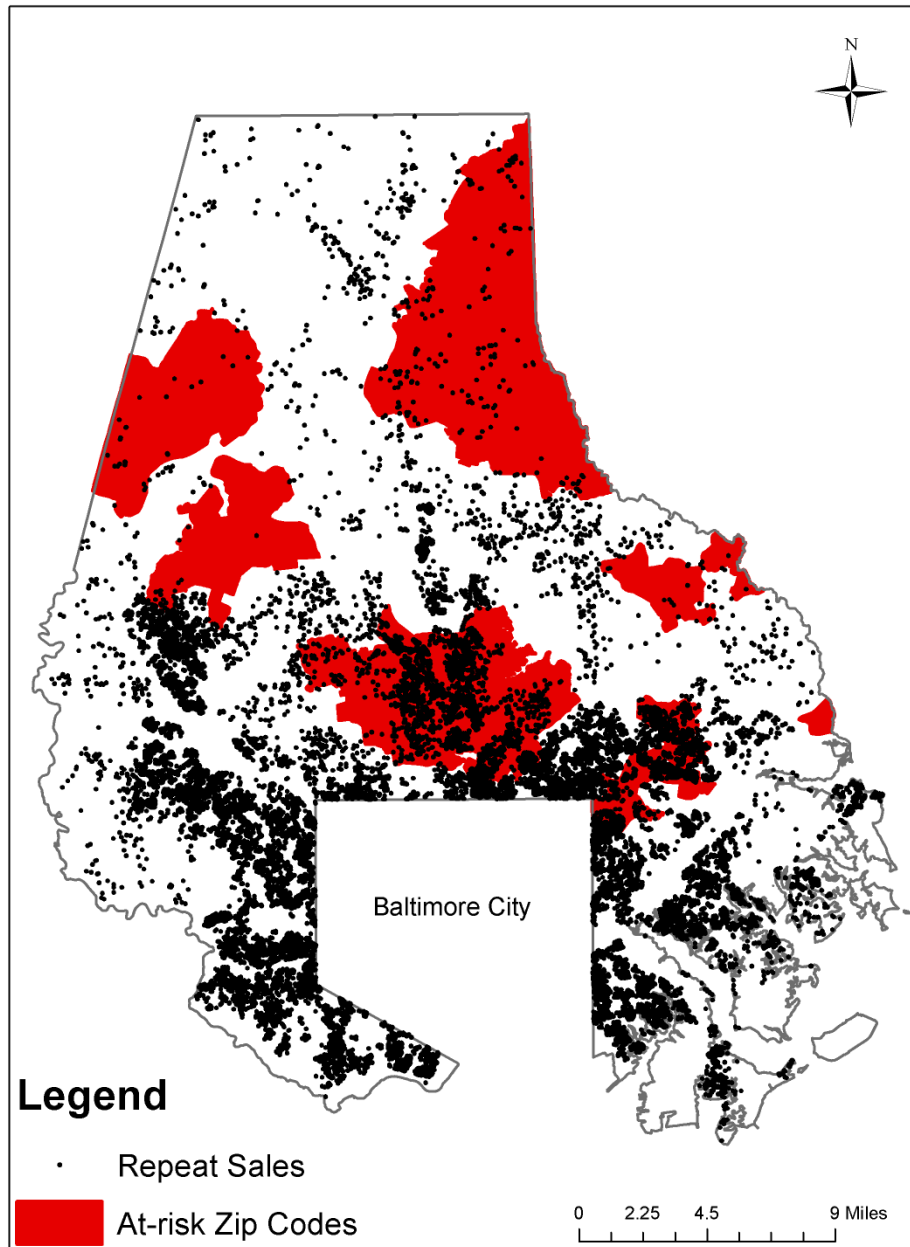 N
Baltimore City
Legend
Repeat Sales
At-risk Zip Codes
0 2.25 4.5 9 Miles